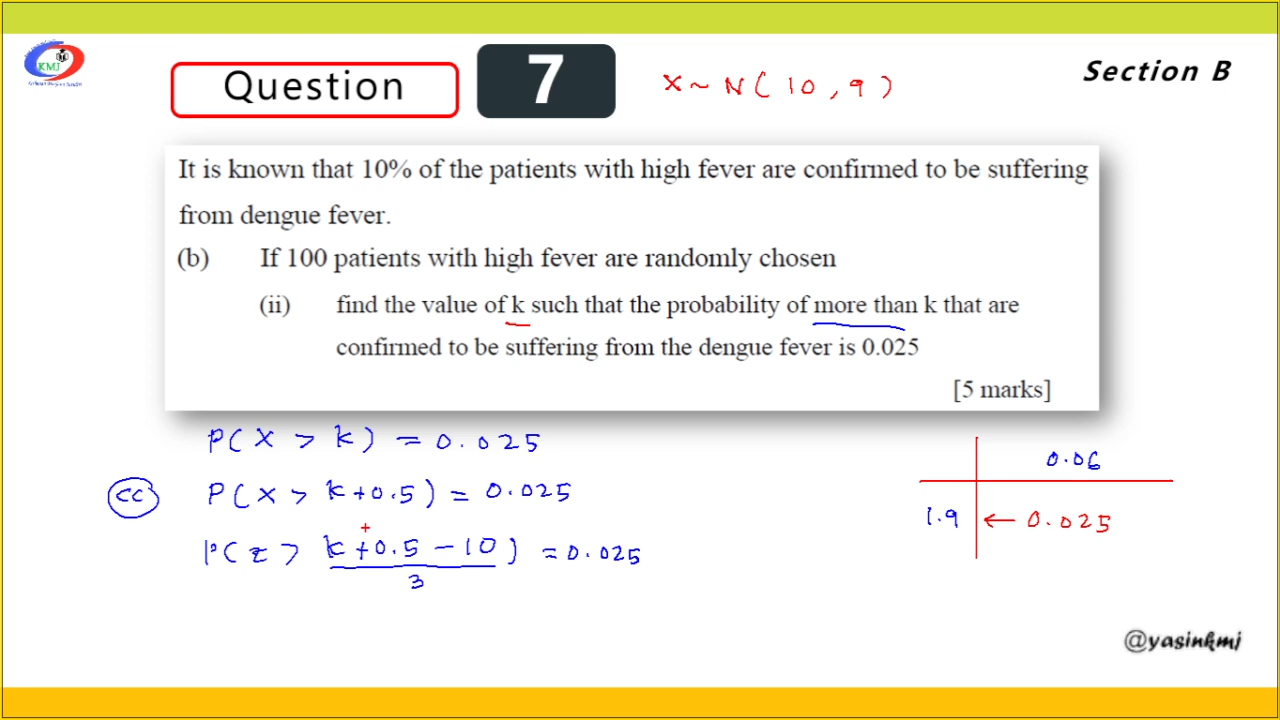 KMJ
Question
7
X ~ N ( 10 , 9 )
Section B
It is known that 10% of the patients with high fever are confirmed to be suffering
from dengue fever.
(b) If 100 patients with high fever are randomly chosen
(ii) find the value of k such that the probability of more than k that are
confirmed to be suffering from the dengue fever is 0.025
[5 marks]
P( X > k ) = 0.025
CC P( X > k+0.5 ) = 0.025
P( z > k+0.5 - 10 ) = 0.025
3
0.06
1.9 ← 0.025
@yasinkmj